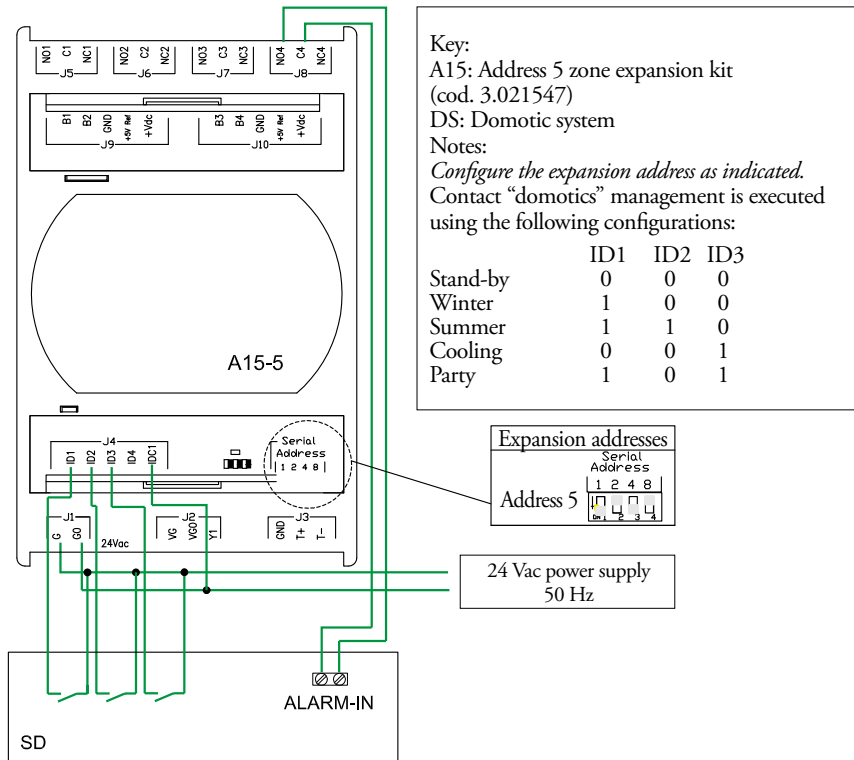 NO1 C1 NC1 NO2 C2 NC2 NO3 C3 NC3 NO4 C4 NC4
J5 J6 J7 J8
B1 B2 GND +5V Ref +Vdc B3 B4 GND +5V Ref +Vdc
J9 J10
A15-5
J4
ID1 ID2 ID3 ID4 IDC1
Serial
Address
1 2 4 8
J1 J2 J3
G G0 24Vac VG VG0 Y1 GND T+ T-
ALARM-IN
SD
Key:
A15: Address 5 zone expansion kit
(cod. 3.021547)
DS: Domotic system
Notes:
Configure the expansion address as indicated.
Contact “domotics” management is executed
using the following configurations:
ID1 ID2 ID3
Stand-by 0 0 0
Winter 1 0 0
Summer 1 1 0
Cooling 0 0 1
Party 1 0 1
Expansion addresses
Serial
Address
1 2 4 8
Address 5
On 1 2 3 4
24 Vac power supply
50 Hz